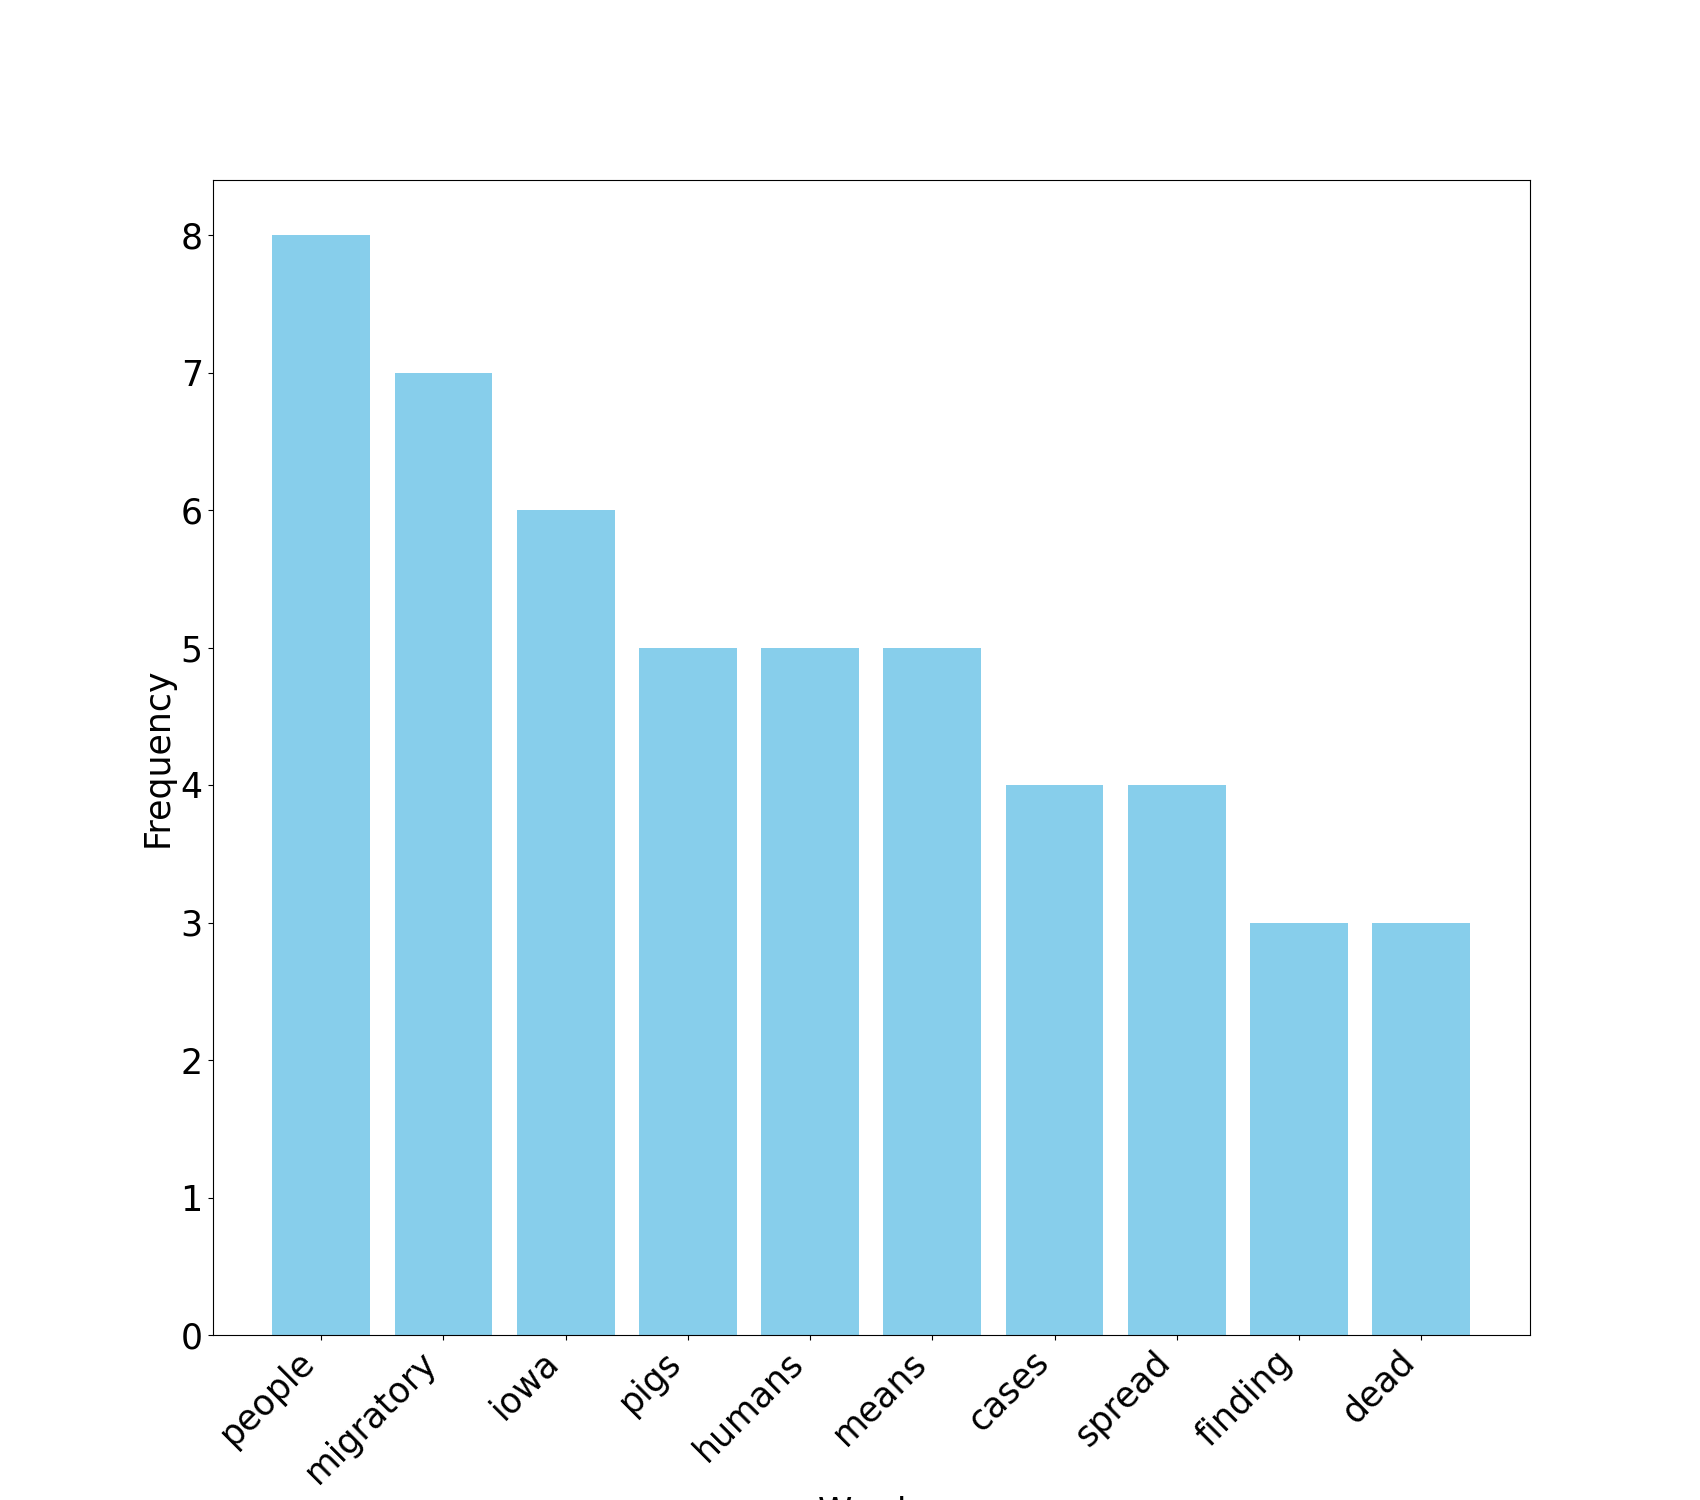 8
7
6
5
4
3
2
1
0
Frequency
people
migratory
iowa
pigs
humans
means
cases
spread
finding
dead